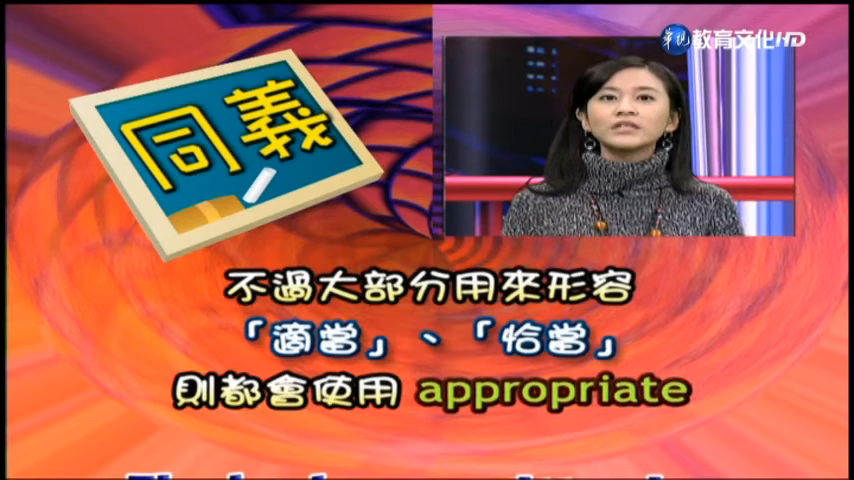 同義
華視 教育文化HD
不過大部分用來形容
「適當」、「恰當」
則都會使用 appropriate